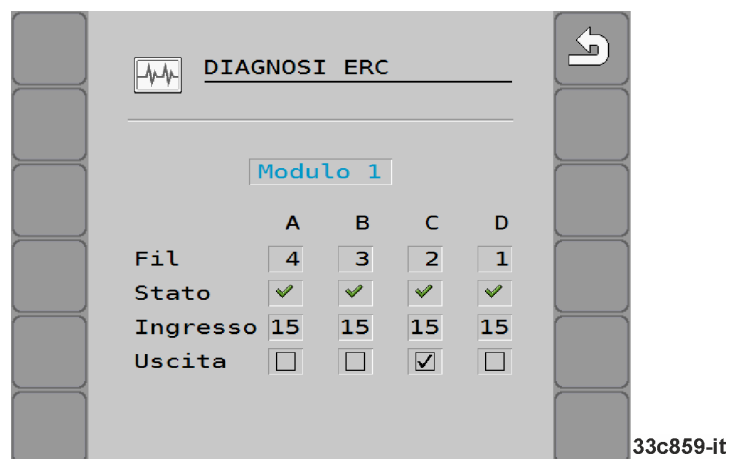 DIAGNOSI ERC
Modulo 1
A B C D
Fil 4 3 2 1
Stato
Ingresso 15 15 15 15
Uscita
33c859-it